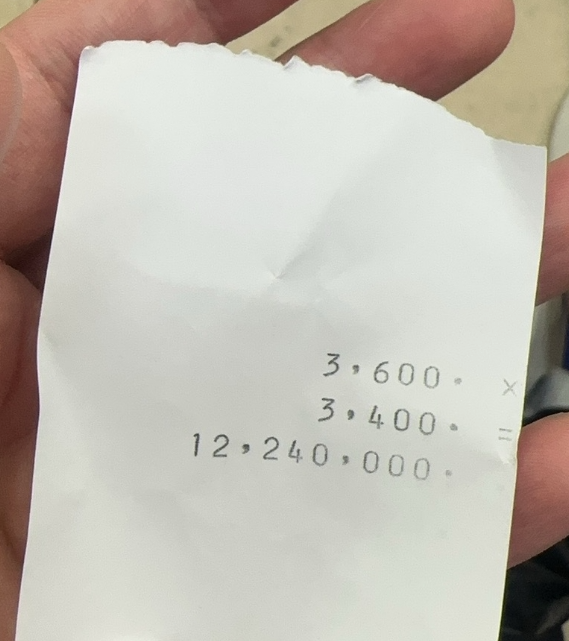 3,600. ×
3,400. =
12,240,000.